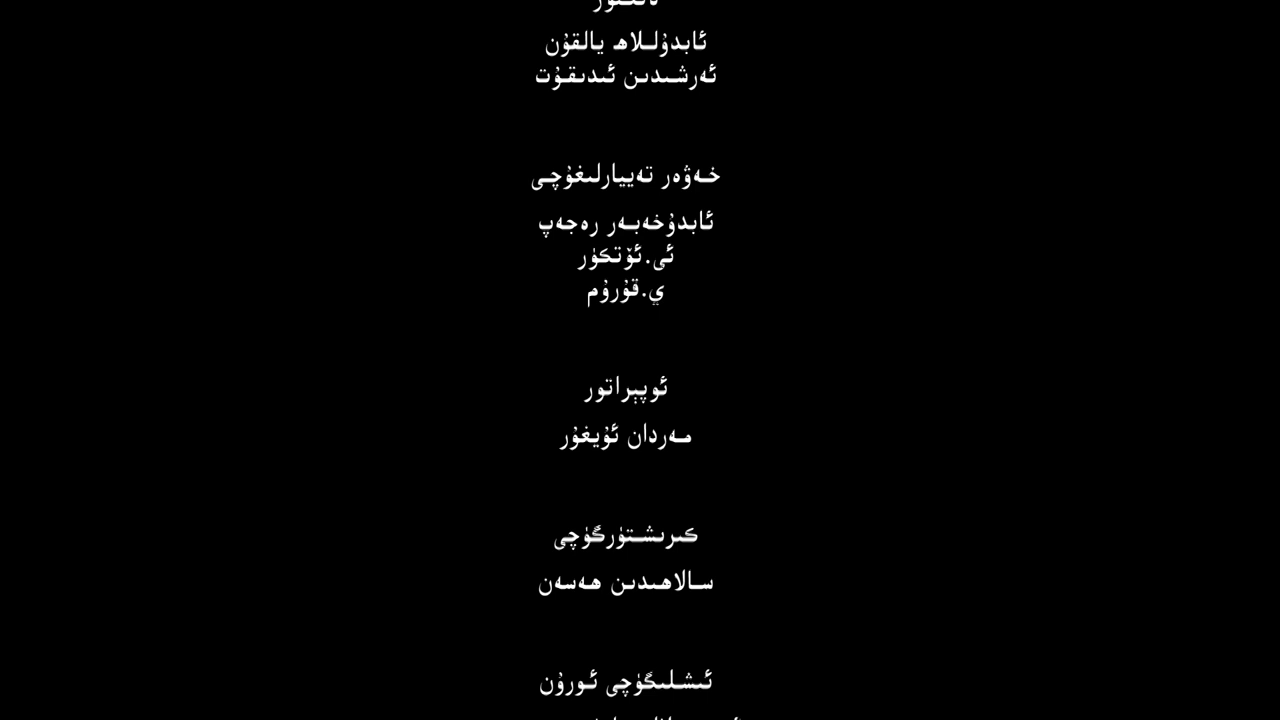 ئابدۇللاھ يالقۇن
ئەرشىدىن ئىدىقۇت
خەۋەر تەييارلىغۇچى
ئابدۇخەبەر رەجەپ
ئى.ئۆتكۈر
ي.قۇرۇم
ئوپېراتور
مەردان ئۇيغۇر
كىرىشتۈرگۈچى
سالاھىدىن ھەسەن
ئىشلىگۈچى ئورۇن